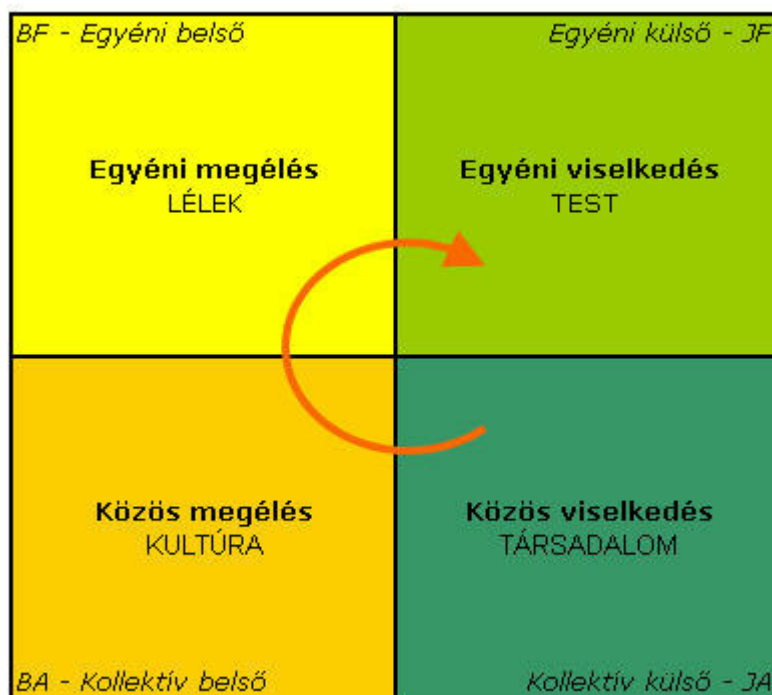 BF - Egyéni belső
Egyéni külső - JF
Egyéni megélés
LÉLEK
Egyéni viselkedés
TEST
Közös megélés
KULTÚRA
Közös viselkedés
TÁRSADALOM
BA - Kollektív belső
Kollektív külső - JA